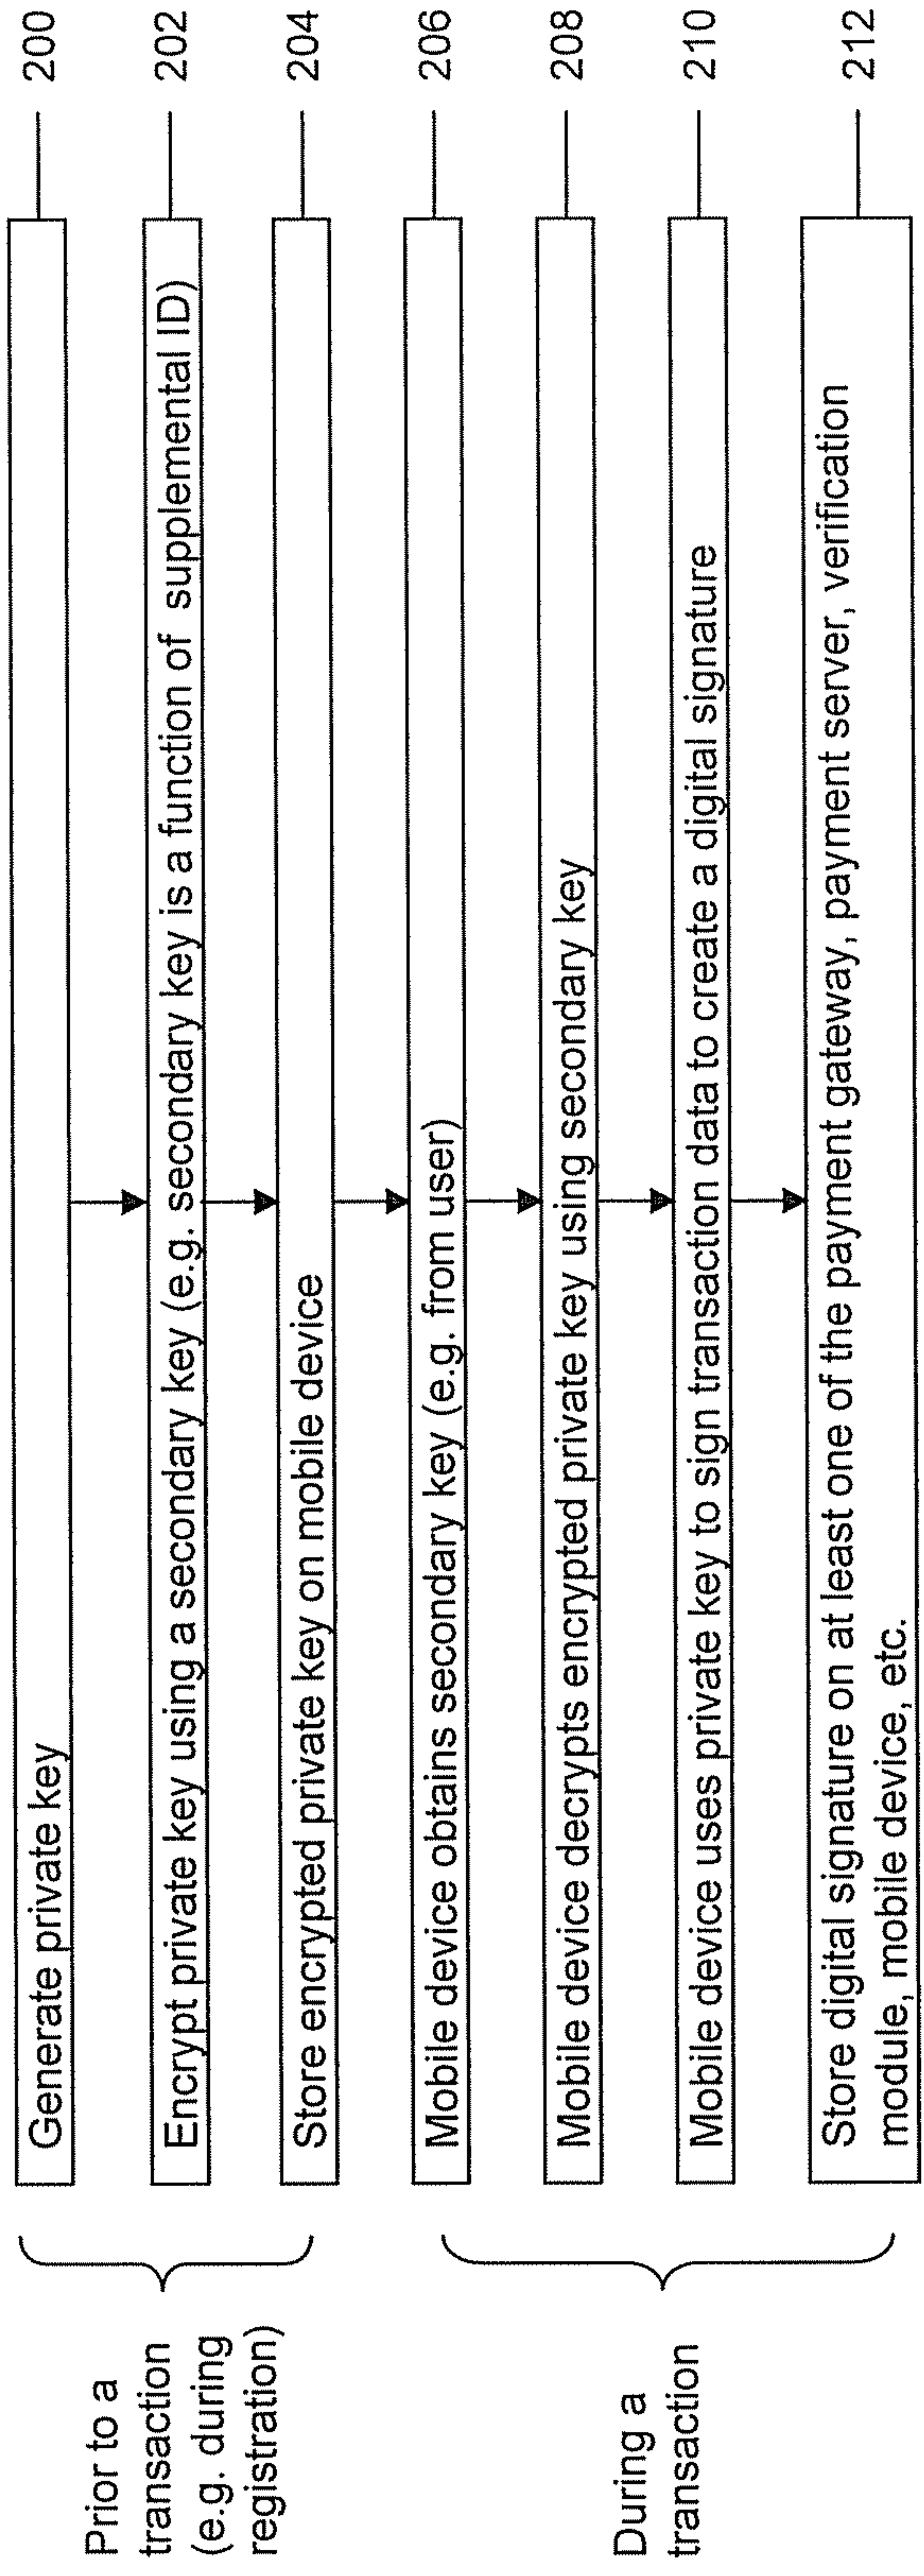 Prior to a
transaction
(e.g. during
registration)
Generate private key
200
Encrypt private key using a secondary key (e.g. secondary key is a function of supplemental ID)
202
Store encrypted private key on mobile device
204
During a
transaction
Mobile device obtains secondary key (e.g. from user)
206
Mobile device decrypts encrypted private key using secondary key
208
Mobile device uses private key to sign transaction data to create a digital signature
210
Store digital signature on at least one of the payment gateway, payment server, verification
module, mobile device, etc.
212